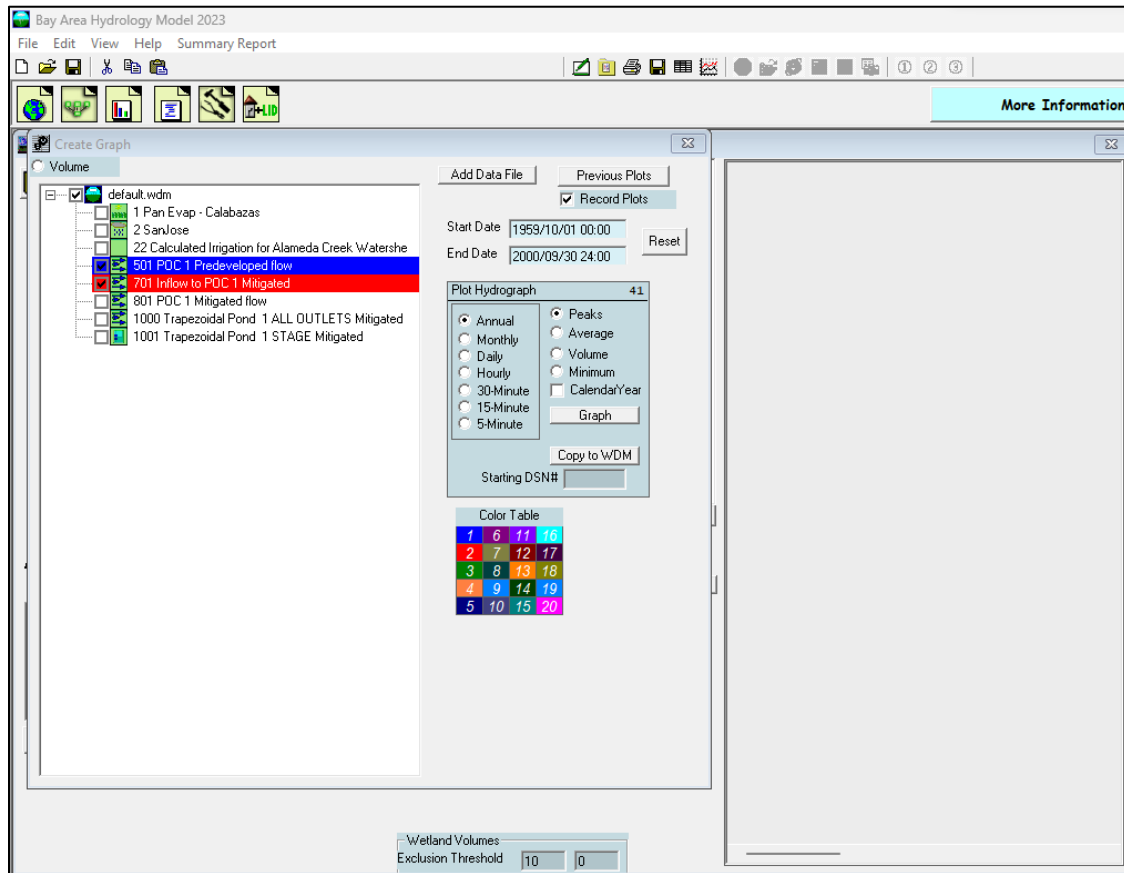 Bay Area Hydrology Model 2023
File Edit View Help Summary Report
① ② ③
+LID
More Information
Create Graph
Volume
default.wdm
1 Pan Evap - Calabazas
2 SanJose
22 Calculated Irrigation for Alameda Creek Watershe
501 POC 1 Predeveloped flow
701 Inflow to POC 1 Mitigated
801 POC 1 Mitigated flow
1000 Trapezoidal Pond 1 ALL OUTLETS Mitigated
1001 Trapezoidal Pond 1 STAGE Mitigated
Add Data File
Previous Plots
Record Plots
Start Date 1959/10/01 00:00
End Date 2000/09/30 24:00
Reset
Plot Hydrograph 41
Annual
Monthly
Daily
Hourly
30-Minute
15-Minute
5-Minute
Peaks
Average
Volume
Minimum
CalendarYear
Graph
Copy to WDM
Starting DSN#
Color Table
1 6 11 16
2 7 12 17
3 8 13 18
4 9 14 19
5 10 15 20
Wetland Volumes
Exclusion Threshold 10 0